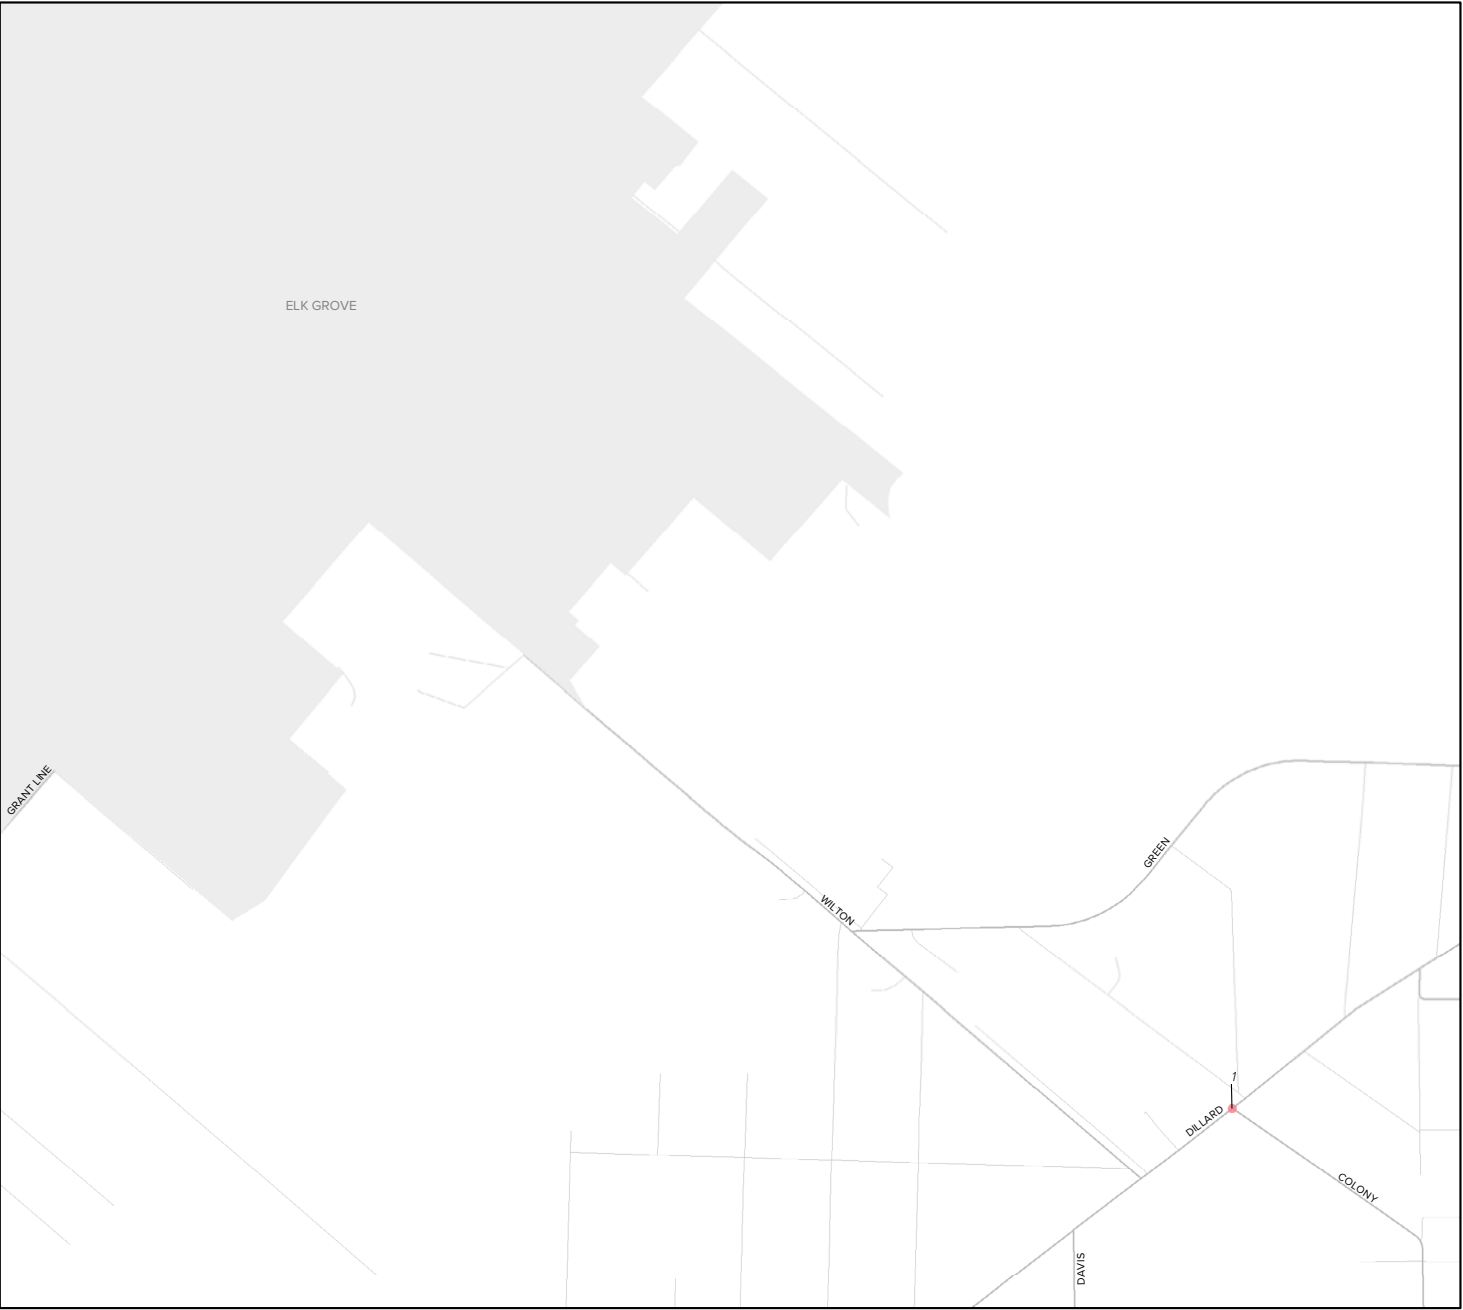 ELK GROVE
GRANT LINE
GREEN
WILTON
1
DILLARD
COLONY
DAVIS